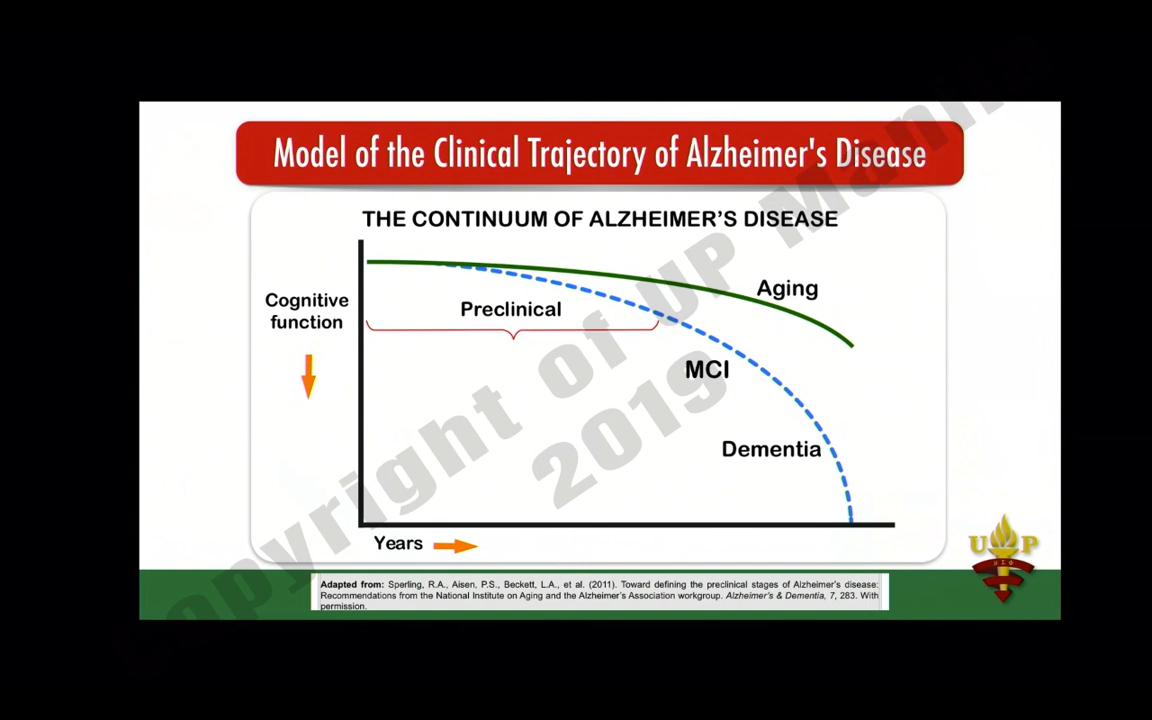 Model of the Clinical Trajectory of Alzheimer's Disease
THE CONTINUUM OF ALZHEIMER'S DISEASE
Cognitive
function
Aging
Preclinical
MCI
Dementia
Years
Copyright of UP Manila
2019
U P
Adapted from: Sperling, R.A., Aisen, P.S., Beckett, L.A., et al. (2011). Toward defining the preclinical stages of Alzheimer's disease:
Recommendations from the National Institute on Aging and the Alzheimer's Association workgroup. Alzheimer's & Dementia, 7, 283. With
permission.